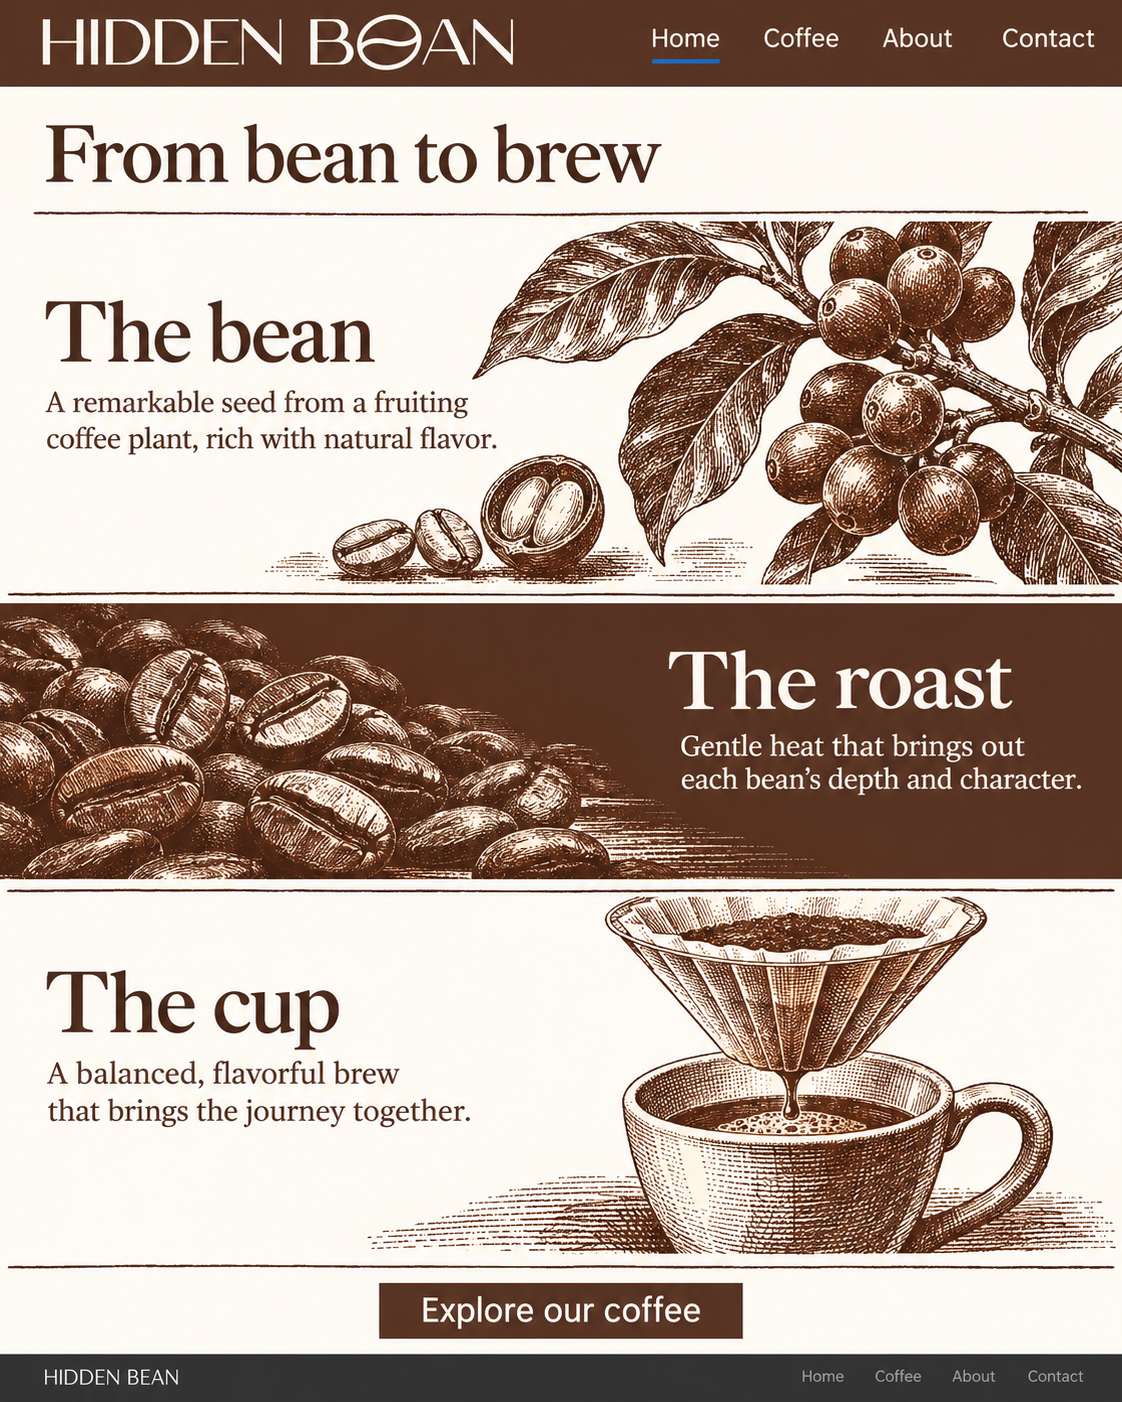 HIDDEN BEAN
Home Coffee About Contact
From bean to brew
The bean
A remarkable seed from a fruiting
coffee plant, rich with natural flavor.
The roast
Gentle heat that brings out
each bean’s depth and character.
The cup
A balanced, flavorful brew
that brings the journey together.
Explore our coffee
HIDDEN BEAN
Home Coffee About Contact